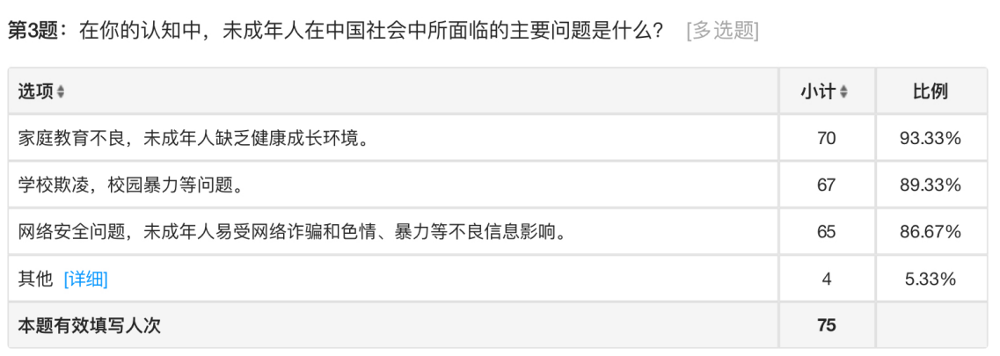 第3题：在你的认知中，未成年人在中国社会中所面临的主要问题是什么？ [多选题]
选项 小计 比例
家庭教育不良，未成年人缺乏健康成长环境。 70 93.33%
学校欺凌，校园暴力等问题。 67 89.33%
网络安全问题，未成年人易受网络诈骗和色情、暴力等不良信息影响。 65 86.67%
其他 [详细] 4 5.33%
本题有效填写人次 75